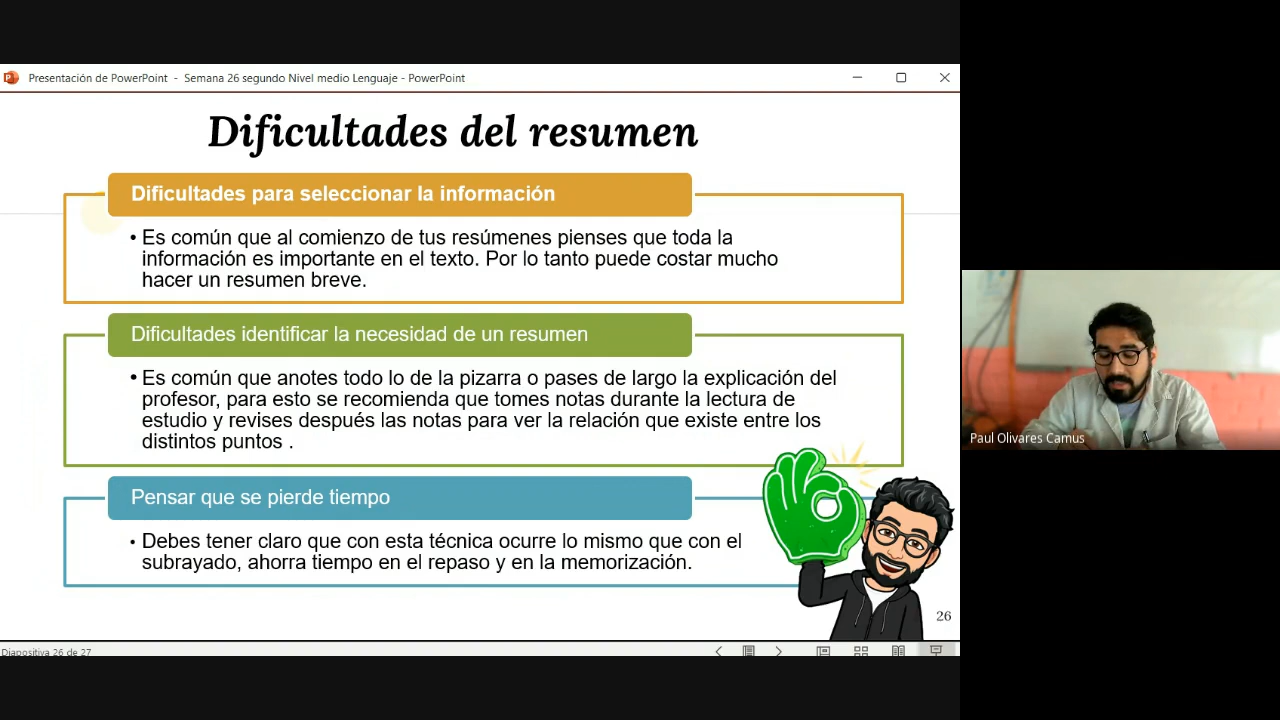 Presentación de PowerPoint - Semana 26 segundo Nivel medio Lenguaje - PowerPoint
Dificultades del resumen
Dificultades para seleccionar la información
• Es común que al comienzo de tus resúmenes pienses que toda la
información es importante en el texto. Por lo tanto puede costar mucho
hacer un resumen breve.
Dificultades identificar la necesidad de un resumen
• Es común que anotes todo lo de la pizarra o pases de largo la explicación del
profesor, para esto se recomienda que tomes notas durante la lectura de
estudio y revises después las notas para ver la relación que existe entre los
distintos puntos .
Pensar que se pierde tiempo
• Debes tener claro que con esta técnica ocurre lo mismo que con el
subrayado, ahorra tiempo en el repaso y en la memorización.
26
Diapositiva 26 de 27
Paul Olivares Camus